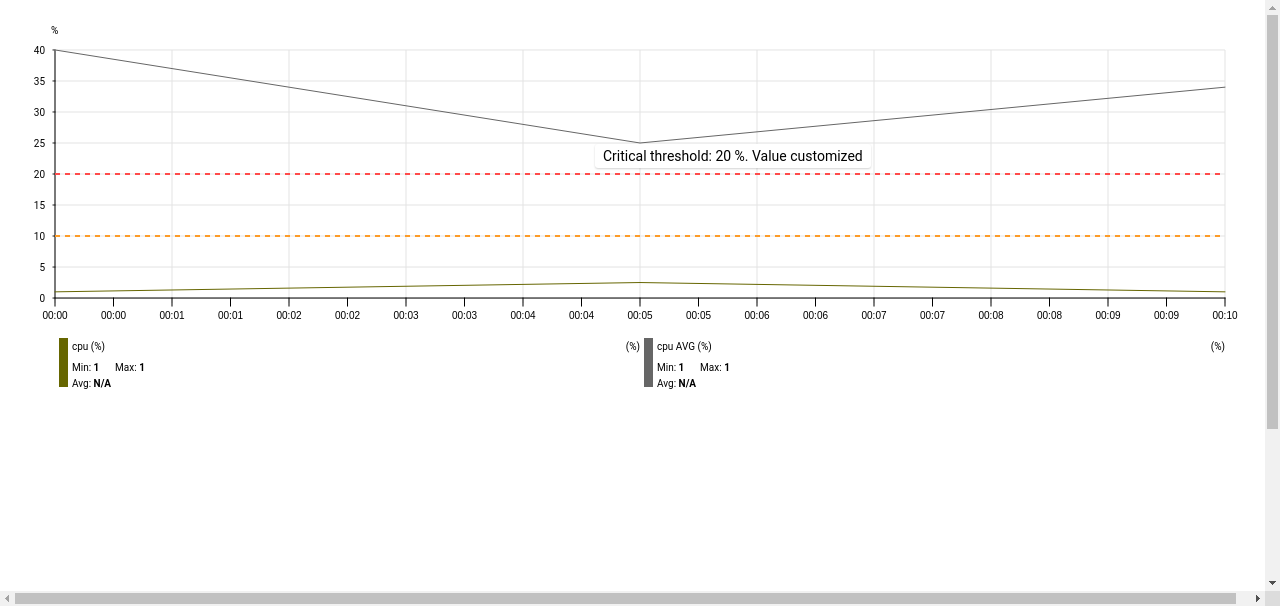 %
40
35
30
25
Critical threshold: 20 %. Value customized
20
15
10
5
0
00:00 00:00 00:01 00:01 00:02 00:02 00:03 00:03 00:04 00:04 00:05 00:05 00:06 00:06 00:07 00:07 00:08 00:08 00:09 00:09 00:10
cpu (%) (%) cpu AVG (%) (%)
Min: 1 Max: 1 Min: 1 Max: 1
Avg: N/A Avg: N/A